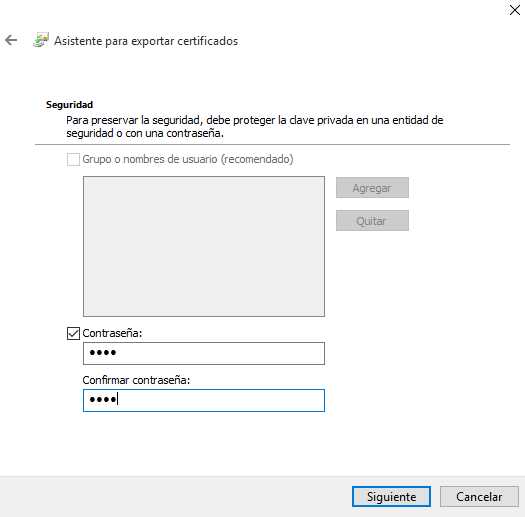 Asistente para exportar certificados
Seguridad
Para preservar la seguridad, debe proteger la clave privada en una entidad de
seguridad o con una contraseña.
Grupo o nombres de usuario (recomendado)
Agregar
Quitar
Contraseña:
••••
Confirmar contraseña:
••••
Siguiente
Cancelar